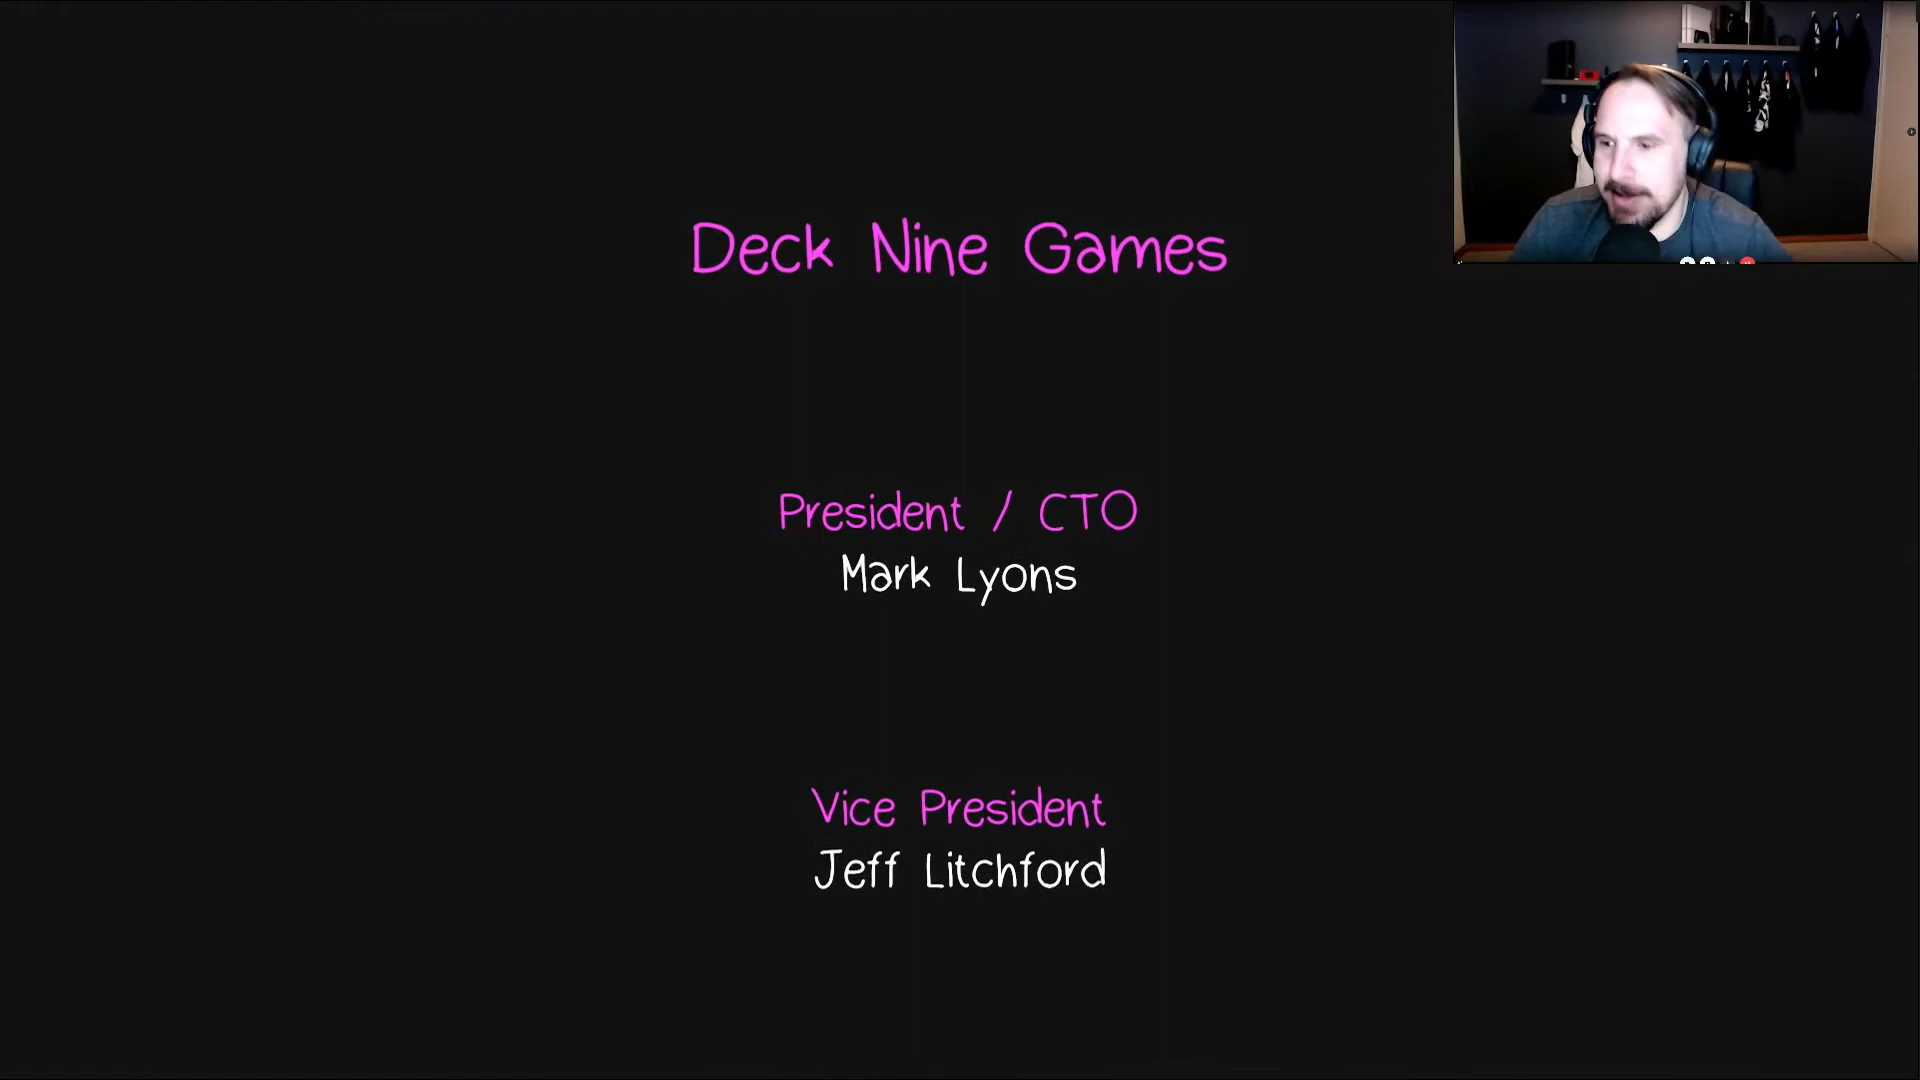 Deck Nine Games
President / CTO
Mark Lyons
Vice President
Jeff Litchford